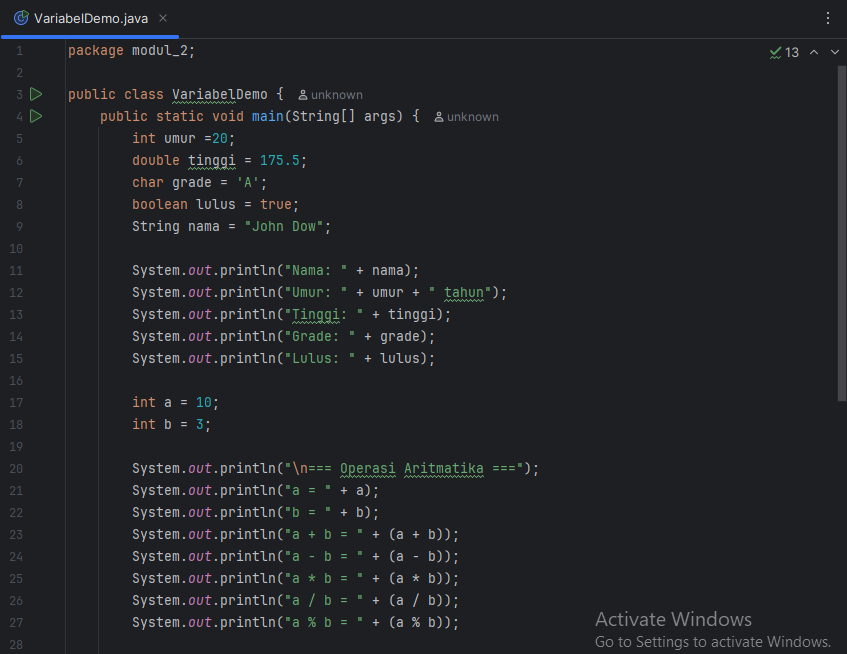 VariabelDemo.java
13
1 package modul_2;
2
3 public class VariabelDemo { unknown
4 public static void main(String[] args) { unknown
5 int umur =20;
6 double tinggi = 175.5;
7 char grade = 'A';
8 boolean lulus = true;
9 String nama = "John Dow";
10
11 System.out.println("Nama: " + nama);
12 System.out.println("Umur: " + umur + " tahun");
13 System.out.println("Tinggi: " + tinggi);
14 System.out.println("Grade: " + grade);
15 System.out.println("Lulus: " + lulus);
16
17 int a = 10;
18 int b = 3;
19
20 System.out.println("\n=== Operasi Aritmatika ===");
21 System.out.println("a = " + a);
22 System.out.println("b = " + b);
23 System.out.println("a + b = " + (a + b));
24 System.out.println("a - b = " + (a - b));
25 System.out.println("a * b = " + (a * b));
26 System.out.println("a / b = " + (a / b));
27 System.out.println("a % b = " + (a % b));
28
Activate Windows
Go to Settings to activate Windows.